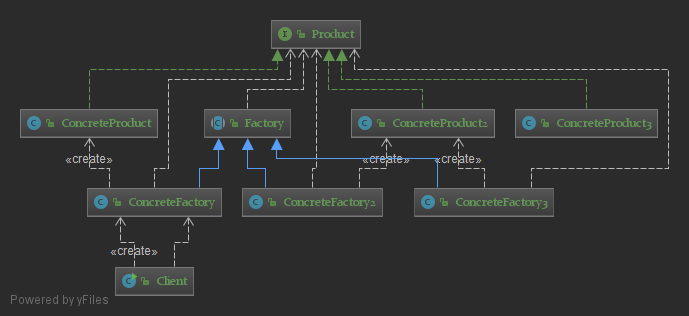 Product
ConcreteProduct
Factory
ConcreteProduct2
ConcreteProduct3
«create»
«create»
«create»
ConcreteFactory
ConcreteFactory2
ConcreteFactory3
«create»
Client
Powered by yFiles